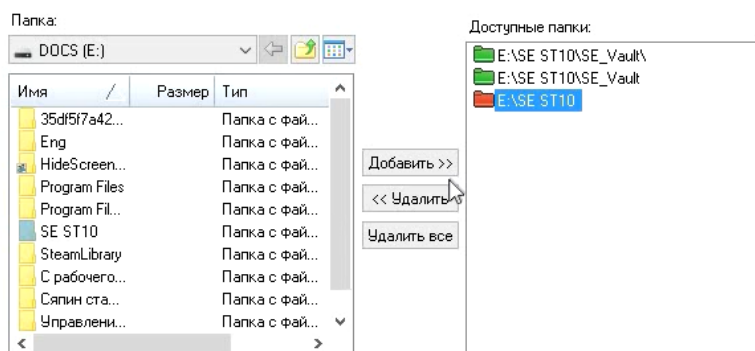 Папка:
DOCS (E:)
Имя Размер Тип
35df5f7a42... Папка с фай...
Eng Папка с фай...
HideScreen... Папка с фай...
Program Files Папка с фай...
Program Fil... Папка с фай...
SE ST10 Папка с фай...
SteamLibrary Папка с фай...
С рабочего... Папка с фай...
Сяпин ста... Папка с фай...
Управлени... Папка с фай...
Добавить >>
<< Удалить
Удалить все
Доступные папки:
E:\SE ST10\SE_Vault\
E:\SE ST10\SE_Vault
E:\SE ST10